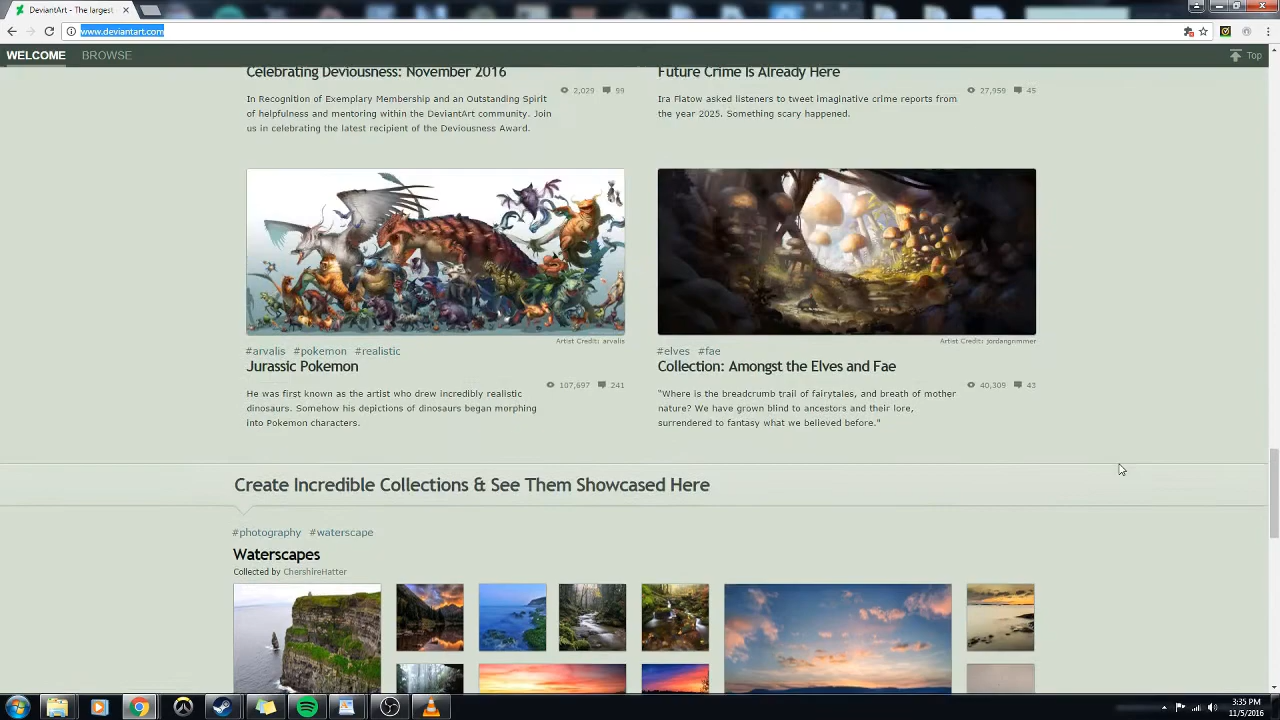 DeviantArt - The largest
www.deviantart.com
WELCOME BROWSE
Top
Celebrating Deviousness: November 2016
2,029 59
In Recognition of Exemplary Membership and an Outstanding Spirit
of helpfulness and mentoring within the DeviantArt community. Join
us in celebrating the latest recipient of the Deviousness Award.
Future Crime Is Already Here
27,959 45
Ira Flatow asked listeners to tweet imaginative crime reports from
the year 2025. Something scary happened.
Artist Credit: arvalis
#arvalis #pokemon #realistic
Jurassic Pokemon
107,697 241
He was first known as the artist who drew incredibly realistic
dinosaurs. Somehow his depictions of dinosaurs began morphing
into Pokemon characters.
Artist Credit: jordangrimmer
#elves #fae
Collection: Amongst the Elves and Fae
40,309 43
"Where is the breadcrumb trail of fairytales, and breath of mother
nature? We have grown blind to ancestors and their lore,
surrendered to fantasy what we believed before."
Create Incredible Collections & See Them Showcased Here
#photography #waterscape
Waterscapes
Collected by ChershireHatter
3:35 PM
11/5/2016